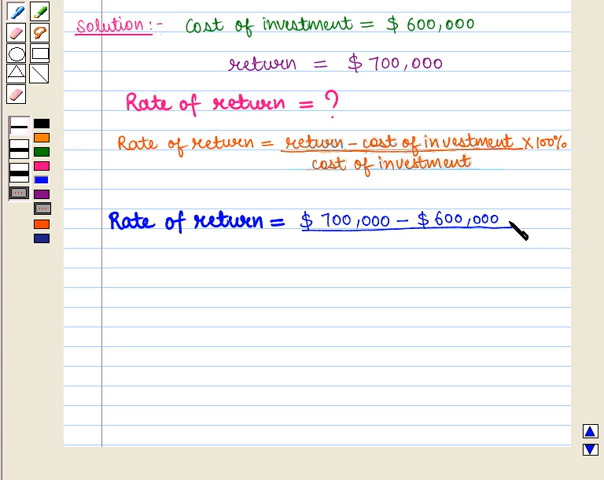 Solution:- Cost of investment = $ 600,000
return = $ 700,000
Rate of return = ?
Rate of return = return - cost of investment × 100%
cost of investment
Rate of return = $ 700,000 - $ 600,000